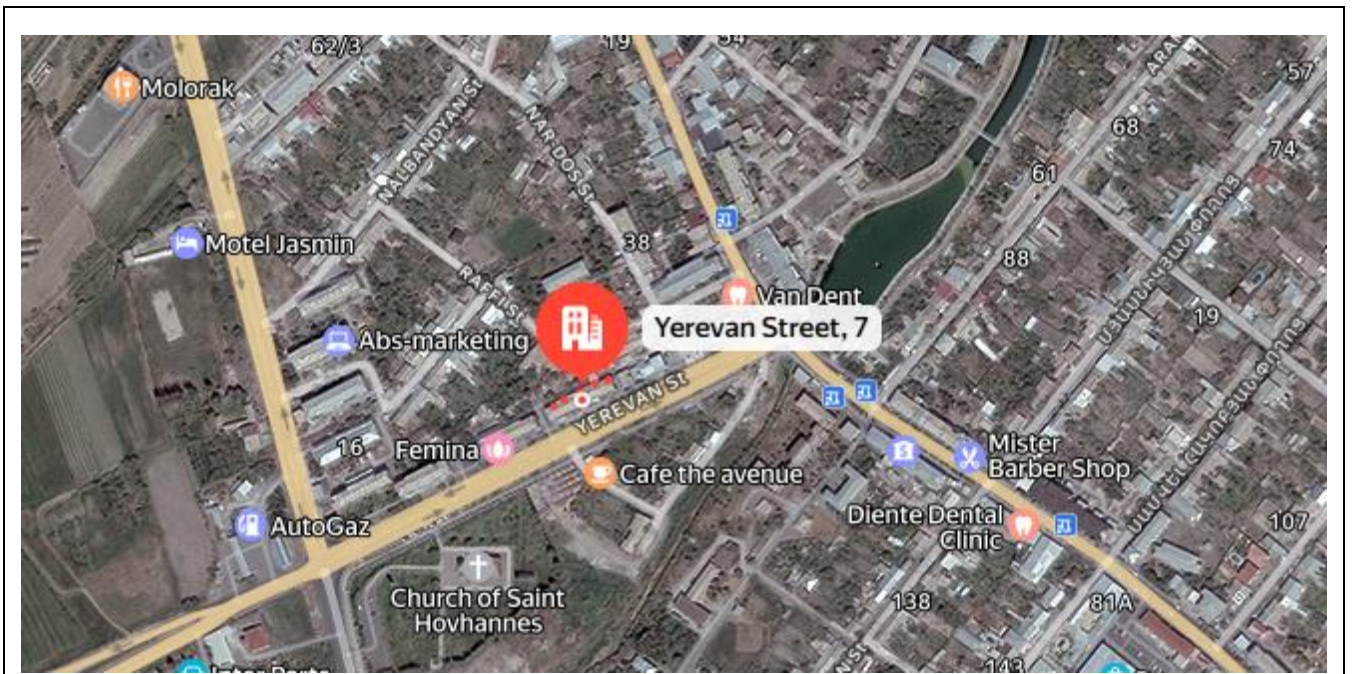 62/3
19
54
Molorak
57
NALBANDYAN St
NAR-DOS St
68
74
61
Motel Jasmin
38
88
RAFFI St
Van Dent
19
Abs-marketing
Yerevan Street, 7
YEREVAN St
16
Femina
Cafe the avenue
Mister
Barber Shop
AutoGaz
Diente Dental
Clinic
107
Church of Saint
Hovhannes
138
81A
143